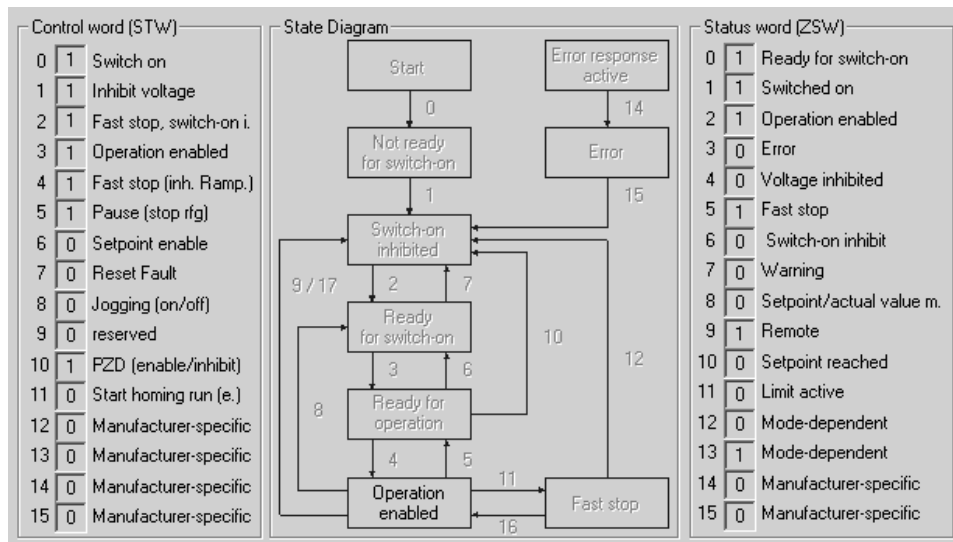 Control word (STW)
0 1 Switch on
1 1 Inhibit voltage
2 1 Fast stop, switch-on i.
3 1 Operation enabled
4 1 Fast stop (inh. Ramp.)
5 1 Pause (stop rfg)
6 0 Setpoint enable
7 0 Reset Fault
8 0 Jogging (on/off)
9 0 reserved
10 1 PZD (enable/inhibit)
11 0 Start homing run (e.)
12 0 Manufacturer-specific
13 0 Manufacturer-specific
14 0 Manufacturer-specific
15 0 Manufacturer-specific
State Diagram
Start
Error response
active
0
14
Not ready
for switch-on
Error
1
15
Switch-on
inhibited
9 / 17
2
7
Ready
for switch-on
10
12
3
6
8
Ready for
operation
4
5
11
Operation
enabled
Fast stop
16
Status word (ZSW)
0 1 Ready for switch-on
1 1 Switched on
2 1 Operation enabled
3 0 Error
4 0 Voltage inhibited
5 1 Fast stop
6 0 Switch-on inhibit
7 0 Warning
8 0 Setpoint/actual value m.
9 1 Remote
10 0 Setpoint reached
11 0 Limit active
12 0 Mode-dependent
13 1 Mode-dependent
14 0 Manufacturer-specific
15 0 Manufacturer-specific